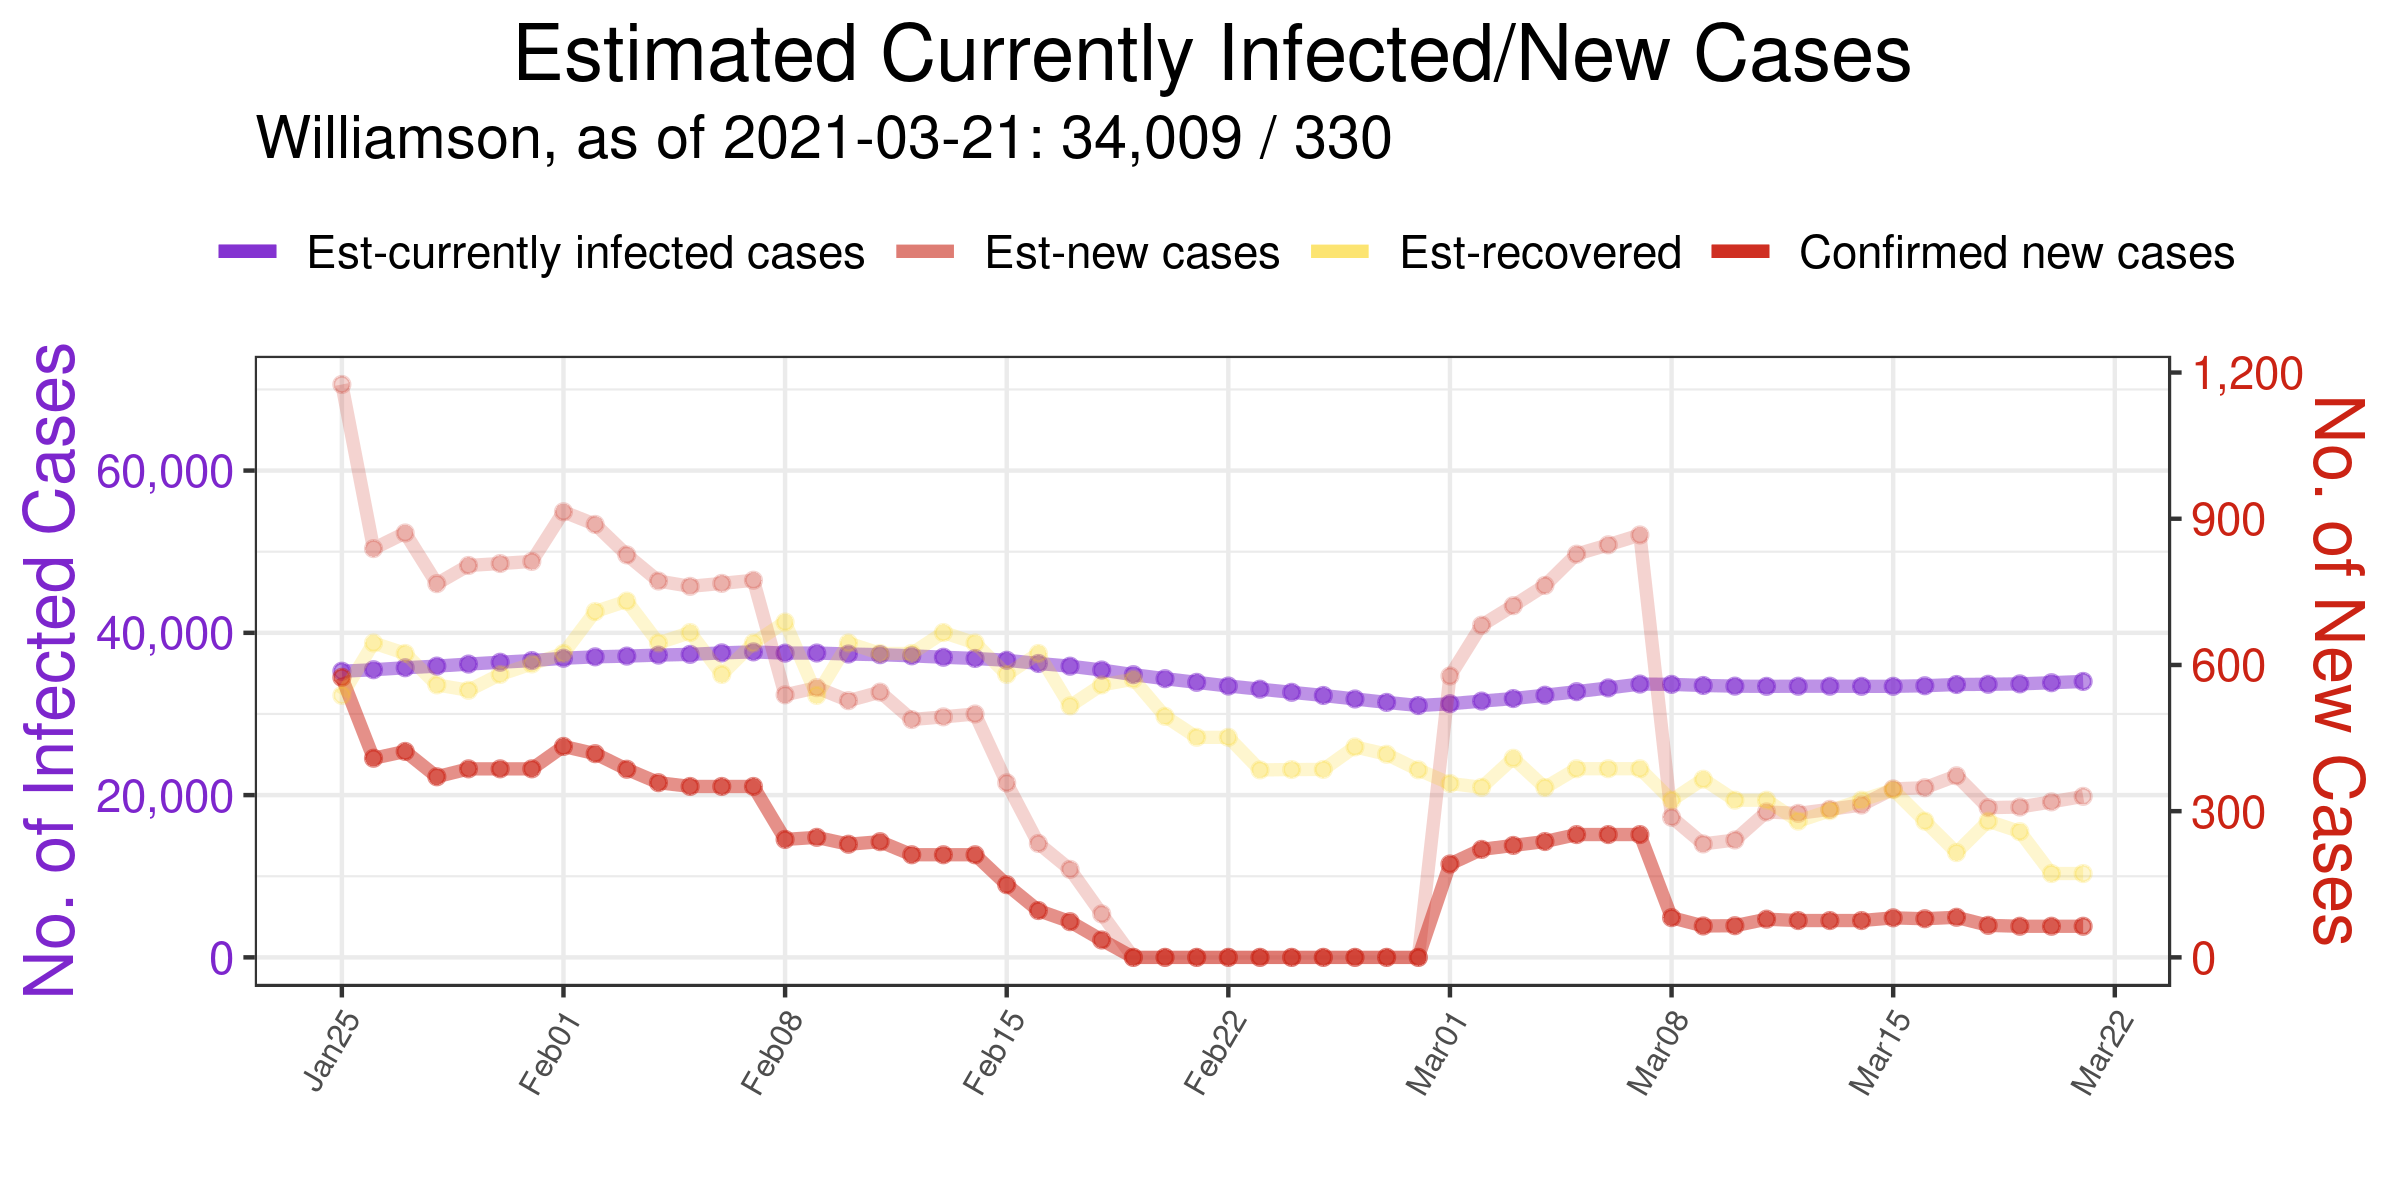 Estimated Currently Infected/New Cases
Williamson, as of 2021-03-21: 34,009 / 330
Est-currently infected cases Est-new cases Est-recovered Confirmed new cases
No. of Infected Cases
60,000
40,000
20,000
0
1,200
900
600
300
0
No. of New Cases
Jan25 Feb01 Feb08 Feb15 Feb22 Mar01 Mar08 Mar15 Mar22